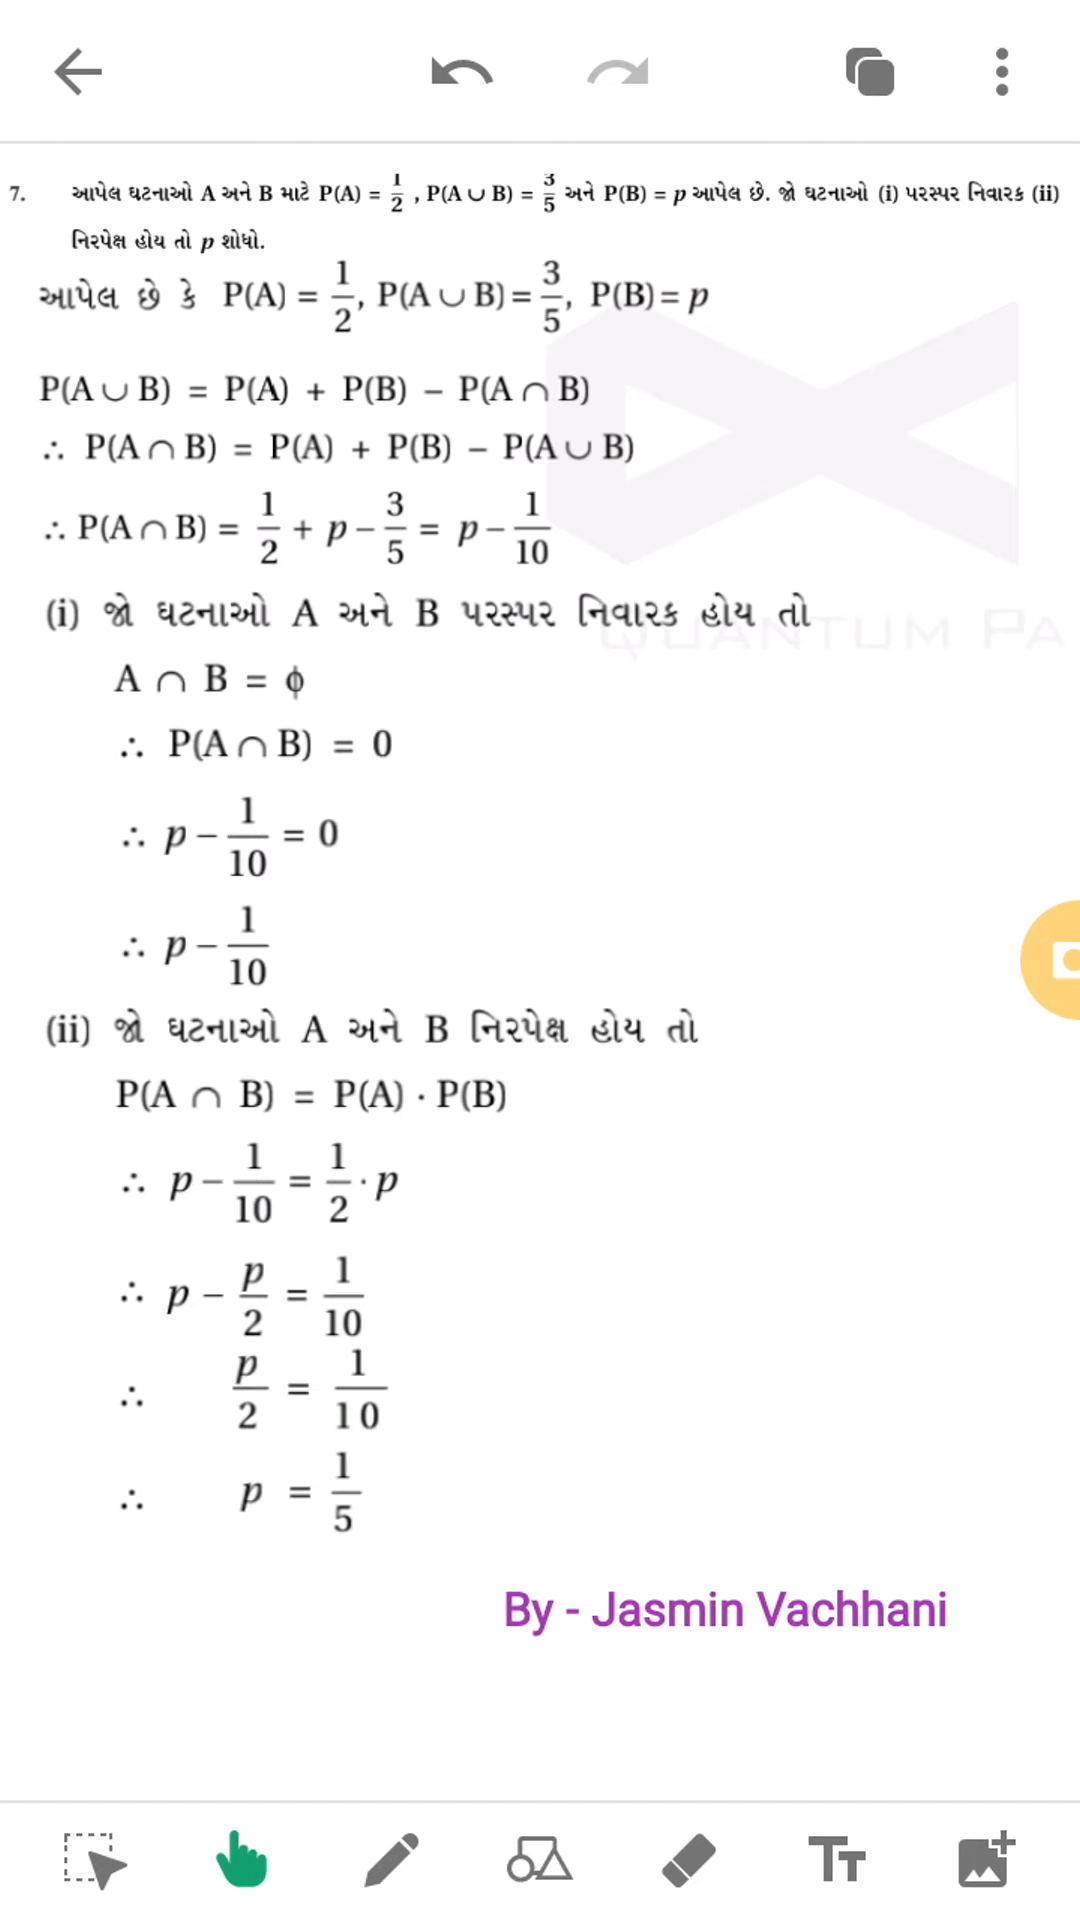 7. આપેલ ઘટનાઓ A અને B માટે P(A) = 1/2 , P(A ∪ B) = 3/5 અને P(B) = p આપેલ છે. જો ઘટનાઓ (i) પરસ્પર નિવારક (ii)
નિરપેક્ષ હોય તો p શોધો.
આપેલ છે કે P(A) = 1/2, P(A ∪ B) = 3/5, P(B) = p
P(A ∪ B) = P(A) + P(B) − P(A ∩ B)
∴ P(A ∩ B) = P(A) + P(B) − P(A ∪ B)
∴ P(A ∩ B) = 1/2 + p − 3/5 = p − 1/10
(i) જો ઘટનાઓ A અને B પરસ્પર નિવારક હોય તો
QUANTUM PA
A ∩ B = ϕ
∴ P(A ∩ B) = 0
∴ p − 1/10 = 0
∴ p − 1/10
(ii) જો ઘટનાઓ A અને B નિરપેક્ષ હોય તો
P(A ∩ B) = P(A) · P(B)
∴ p − 1/10 = 1/2 · p
∴ p − p/2 = 1/10
∴ p/2 = 1/10
∴ p = 1/5
By - Jasmin Vachhani
TT